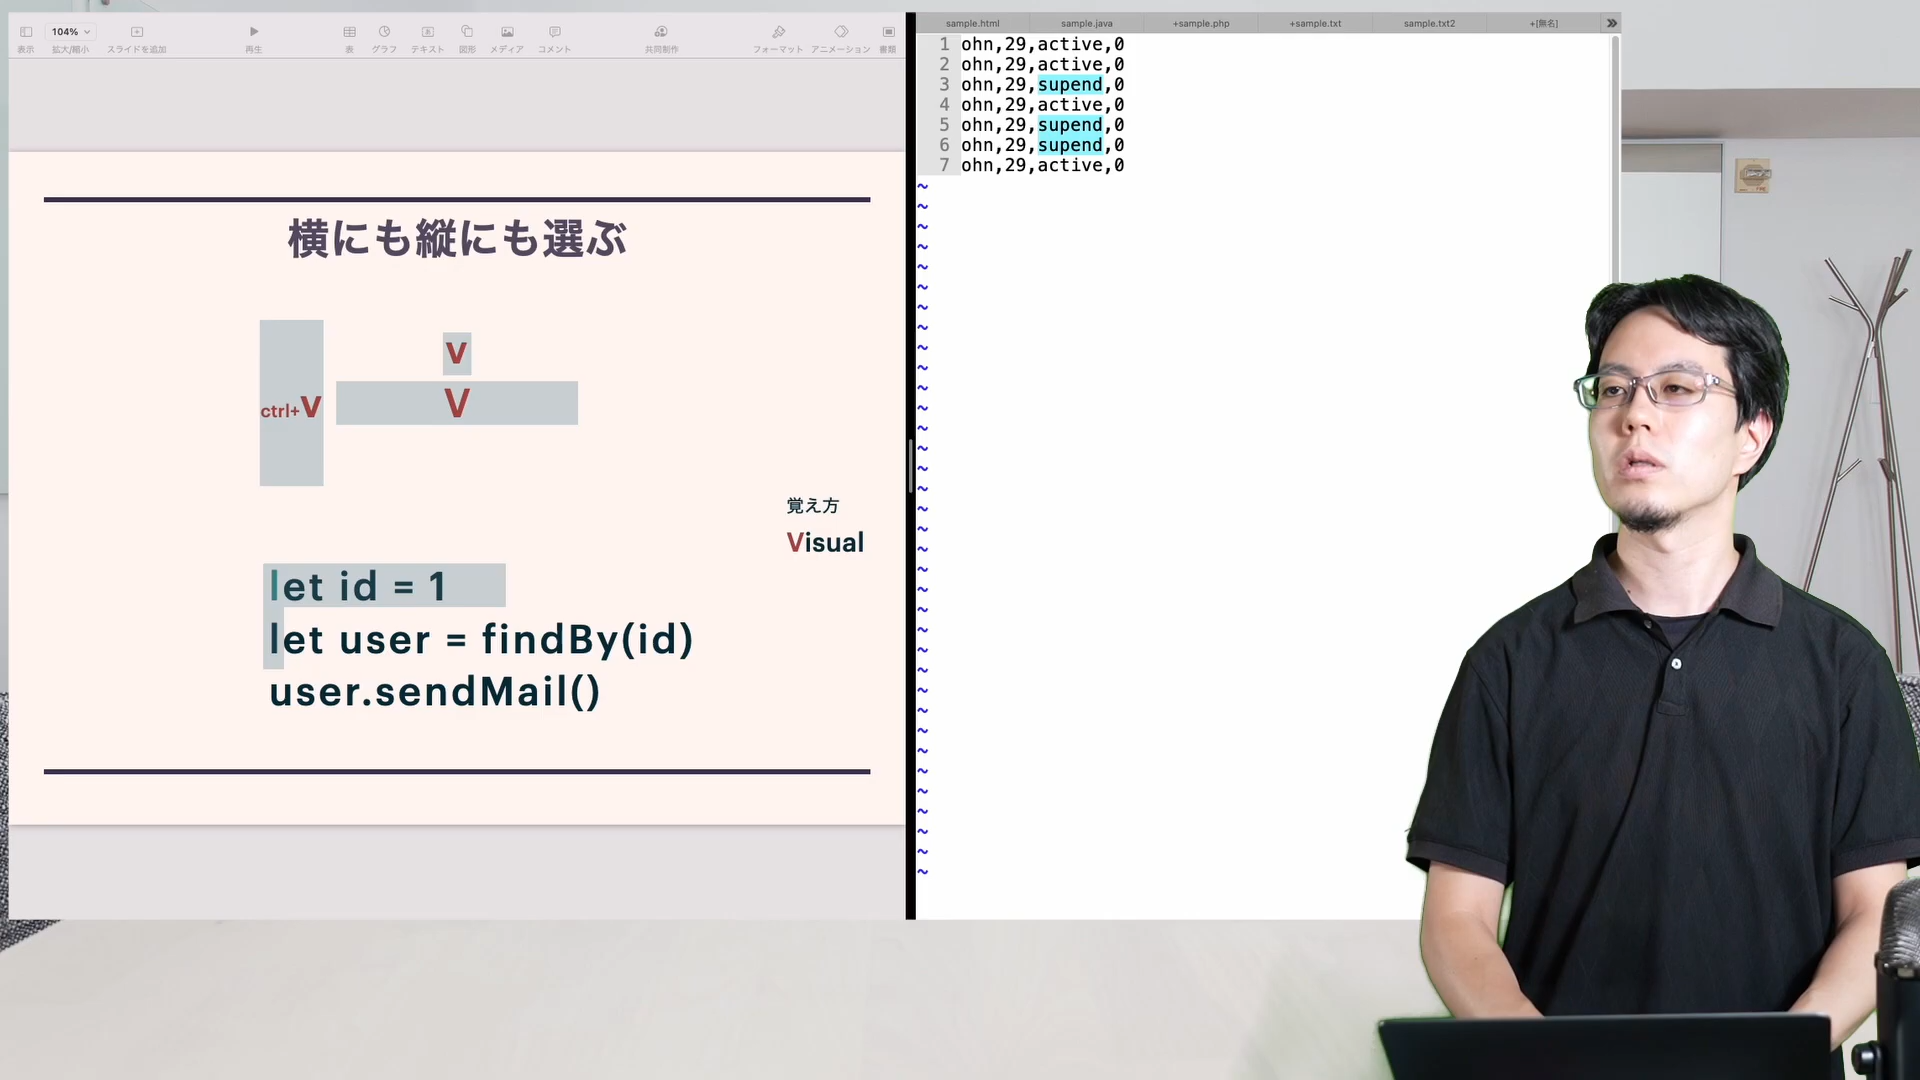 104%
表示
拡大/縮小
スライドを追加
再生
表
グラフ
テキスト
図形
メディア
コメント
共同制作
フォーマット
アニメーション
書類
横にも縦にも選ぶ
v
ctrl+V
V
覚え方
Visual
let id = 1
let user = findBy(id)
user.sendMail()
sample.html
sample.java
+sample.php
+sample.txt
sample.txt2
+[無名]
1 ohn,29,active,0
2 ohn,29,active,0
3 ohn,29,supend,0
4 ohn,29,active,0
5 ohn,29,supend,0
6 ohn,29,supend,0
7 ohn,29,active,0